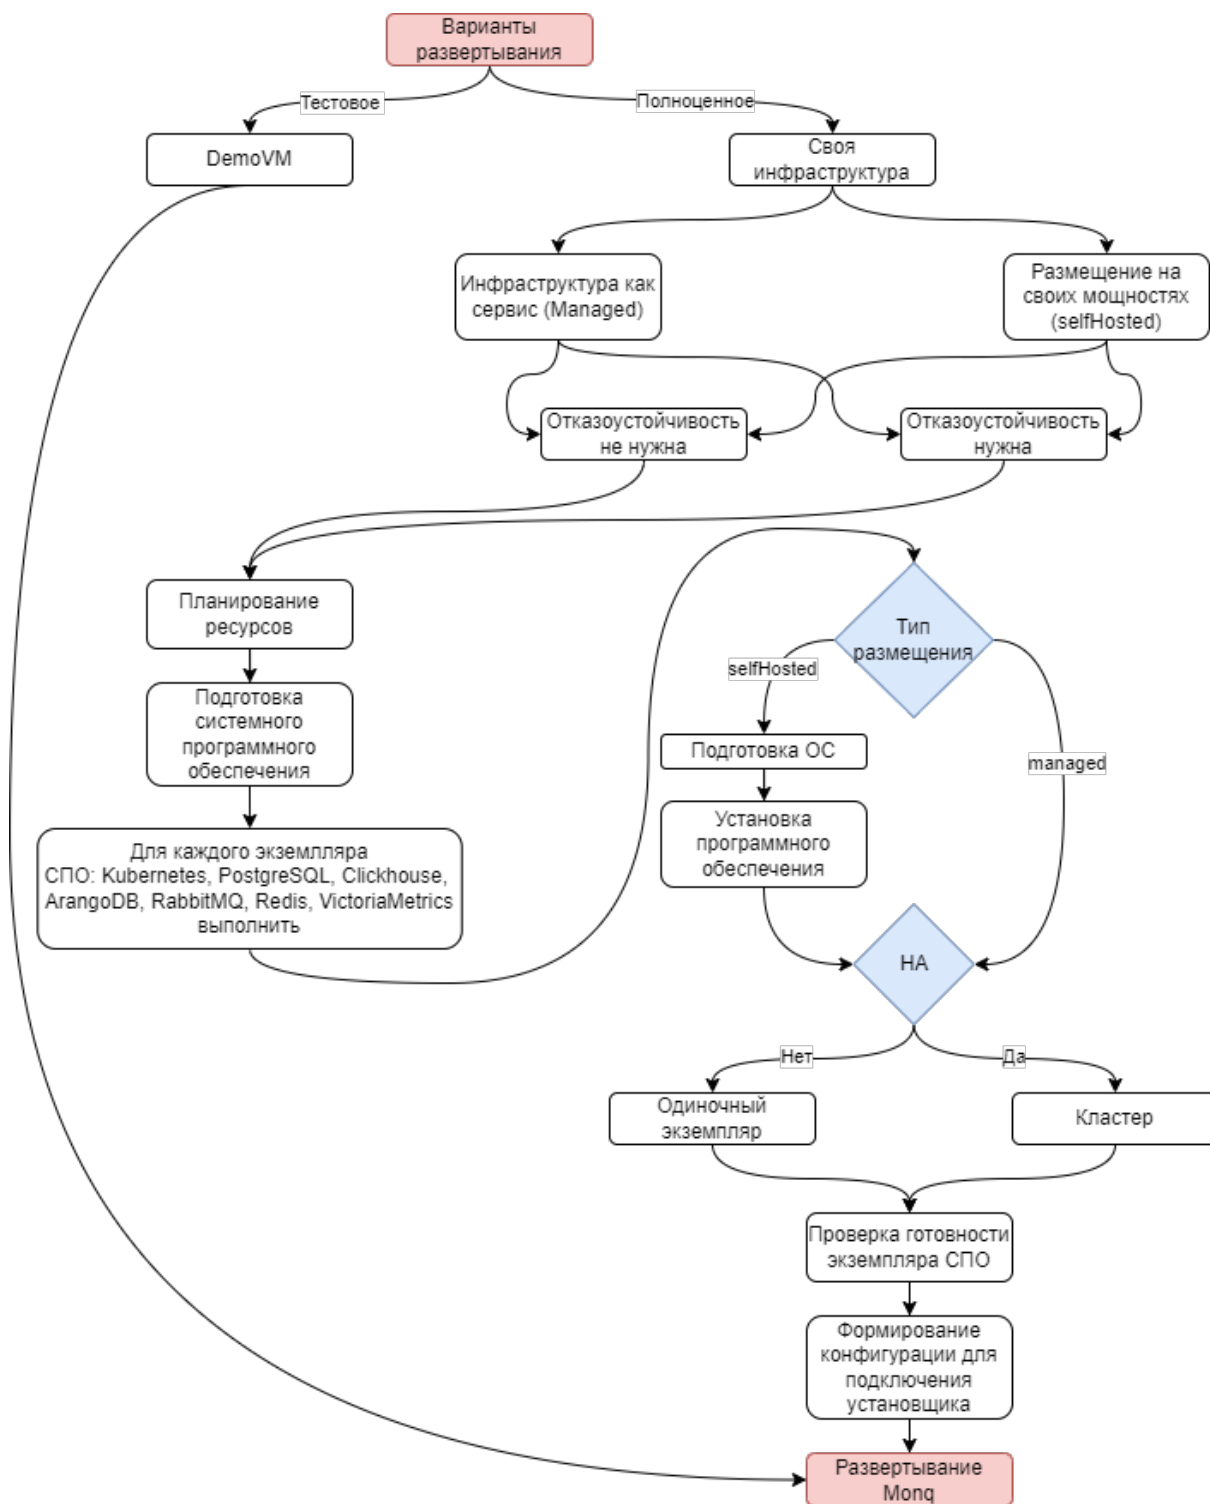 Варианты
развертывания
Тестовое
Полноценное
DemoVM
Своя
инфраструктура
Инфраструктура как
сервис (Managed)
Размещение на
своих мощностях
(selfHosted)
Отказоустойчивость
не нужна
Отказоустойчивость
нужна
Планирование
ресурсов
Подготовка
системного
программного
обеспечения
Для каждого экземлляра
СПО: Kubernetes, PostgreSQL, Clickhouse,
ArangoDB, RabbitMQ, Redis, VictoriaMetrics
выполнить
Тип
размещения
selfHosted
managed
Подготовка ОС
Установка
программного
обеспечения
HA
Нет
Да
Одиночный
экземпляр
Кластер
Проверка готовности
экземпляра СПО
Формирование
конфигурации для
подключения
установщика
Развертывание
Monq